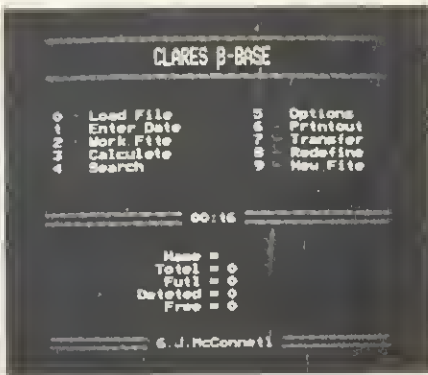 CLARES β-BASE
0 - Load File
1 Enter Data
2 - Work File
3 Calculate
4 Search
5 Options
6 - Printout
7 - Transfer
8 - Redefine
9 - New File
00:16
Name =
Total = 0
Full = 0
Deleted = 0
Free = 0
G.J.McConnell